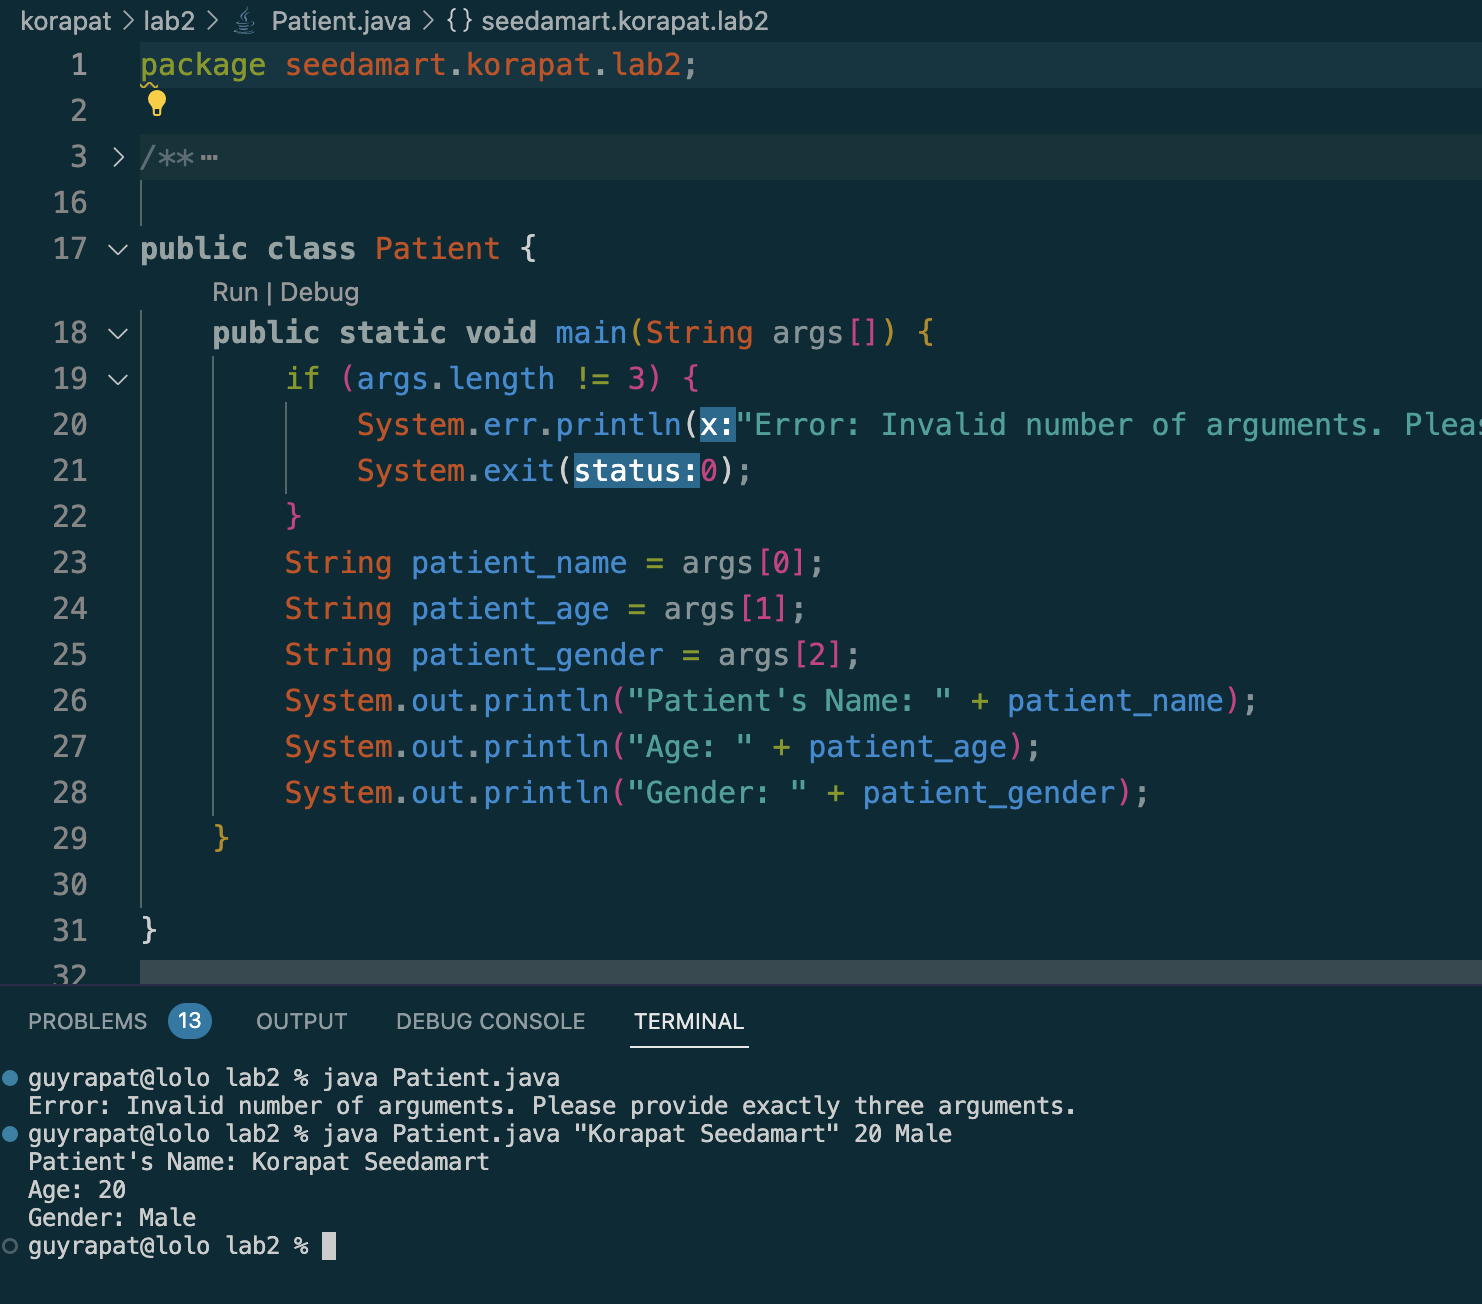 korapat > lab2 > Patient.java > {} seedamart.korapat.lab2
1 package seedamart.korapat.lab2;
2
3 > /** ⋯
16
17 public class Patient {
Run | Debug
18 public static void main(String args[]) {
19 if (args.length != 3) {
20 System.err.println(x:"Error: Invalid number of arguments. Pleas
21 System.exit(status:0);
22 }
23 String patient_name = args[0];
24 String patient_age = args[1];
25 String patient_gender = args[2];
26 System.out.println("Patient's Name: " + patient_name);
27 System.out.println("Age: " + patient_age);
28 System.out.println("Gender: " + patient_gender);
29 }
30
31 }
32
PROBLEMS 13 OUTPUT DEBUG CONSOLE TERMINAL
guyrapat@lolo lab2 % java Patient.java
Error: Invalid number of arguments. Please provide exactly three arguments.
guyrapat@lolo lab2 % java Patient.java "Korapat Seedamart" 20 Male
Patient's Name: Korapat Seedamart
Age: 20
Gender: Male
guyrapat@lolo lab2 %